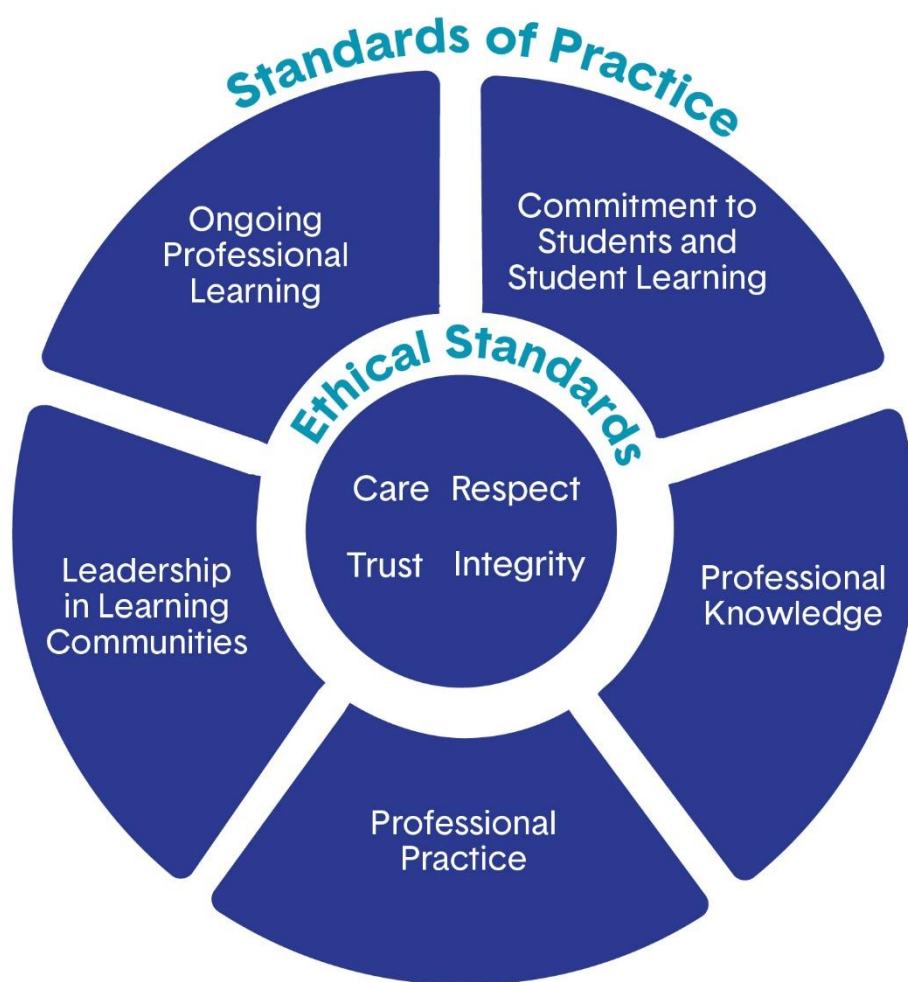 Standards of Practice
Ongoing
Professional
Learning
Commitment to
Students and
Student Learning
Ethical Standards
Care Respect
Trust Integrity
Leadership
in Learning
Communities
Professional
Knowledge
Professional
Practice